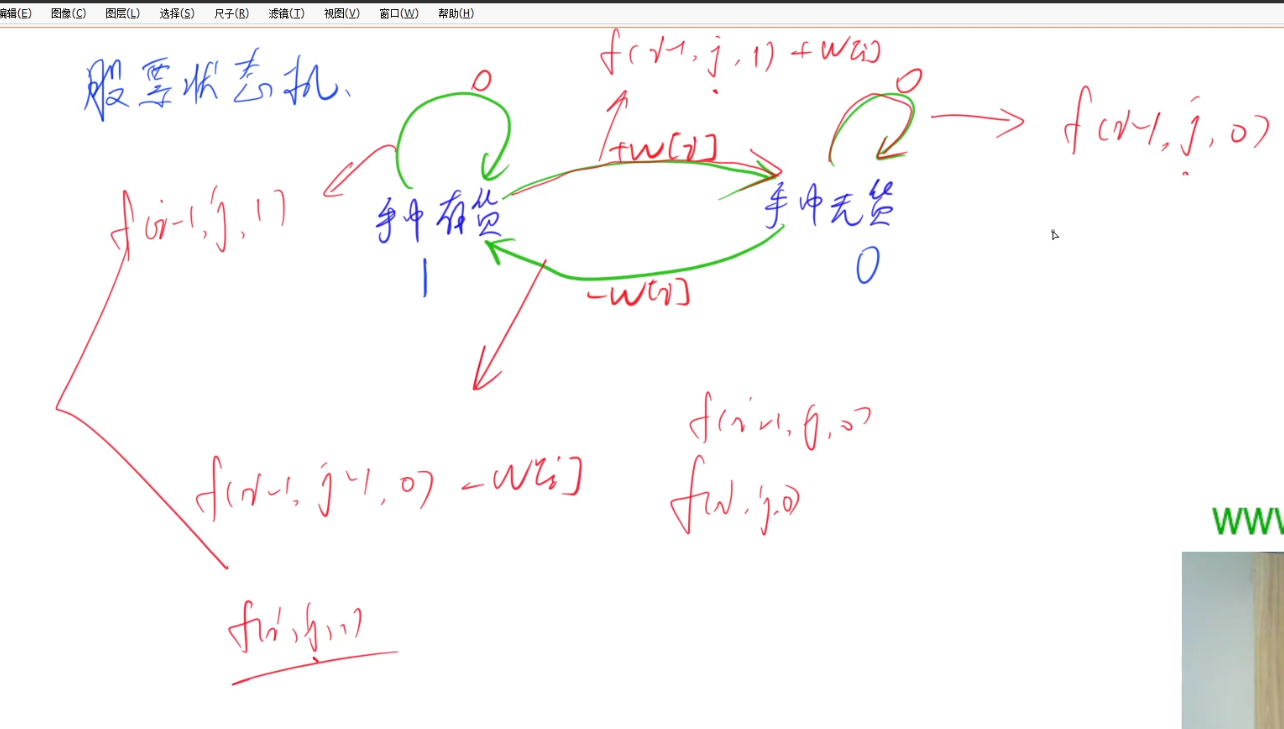 编辑(E) 图像(C) 图层(L) 选择(S) 尺子(R) 滤镜(T) 视图(V) 窗口(W) 帮助(H)
股票状态机、
f(i-1, j, 1) + w[i]
0
0
+w[i]
f(i-1, j, 0)
f(i-1, j, 1)
手中有货
手中无货
1
0
-w[i]
f(i-1, j, 0)
f(i-1, j-1, 0) - w[i]
f(i, j, 0)
f(i, j, 1)
WWW